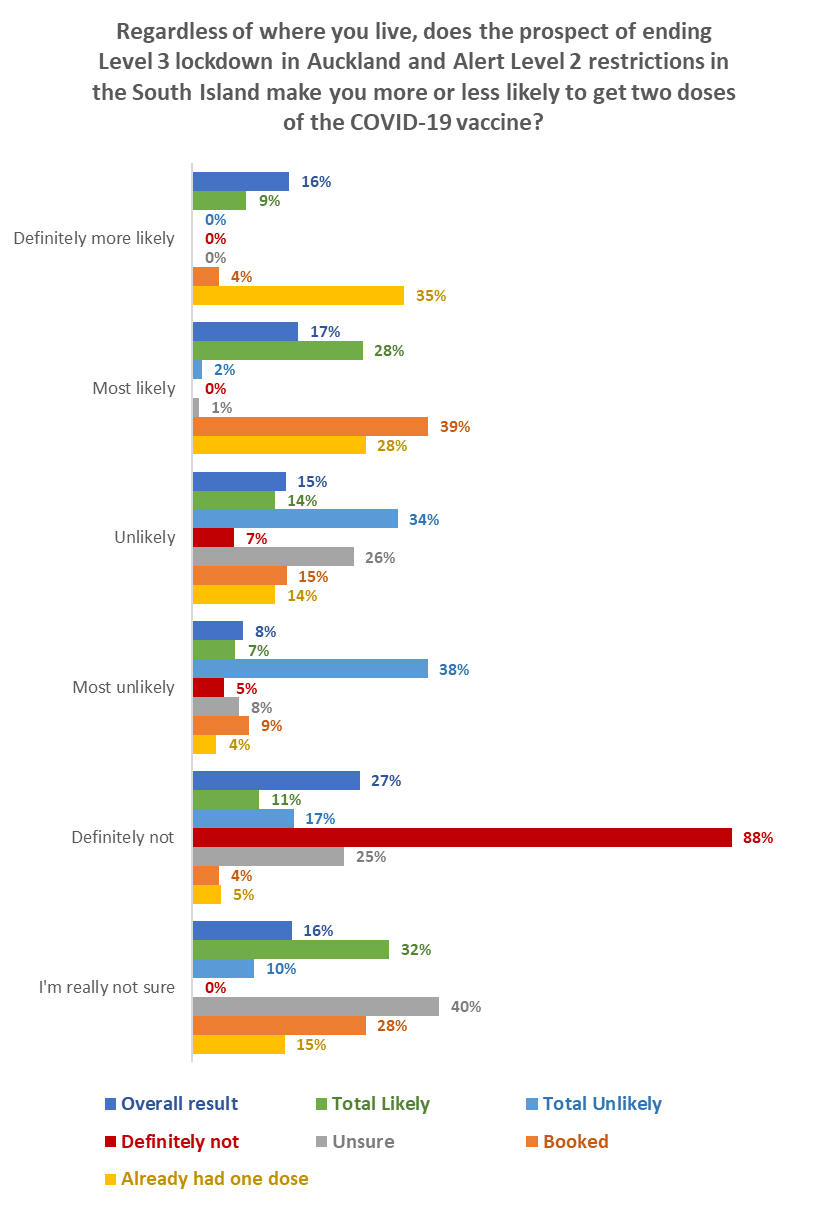 Regardless of where you live, does the prospect of ending
Level 3 lockdown in Auckland and Alert Level 2 restrictions in
the South Island make you more or less likely to get two doses
of the COVID-19 vaccine?
16%
9%
0%
Definitely more likely
0%
0%
4%
35%
17%
28%
2%
Most likely
0%
1%
39%
28%
15%
14%
34%
Unlikely
7%
26%
15%
14%
8%
7%
38%
Most unlikely
5%
8%
9%
4%
27%
11%
17%
Definitely not
88%
25%
4%
5%
16%
32%
10%
I'm really not sure
0%
40%
28%
15%
Overall result
Total Likely
Total Unlikely
Definitely not
Unsure
Booked
Already had one dose